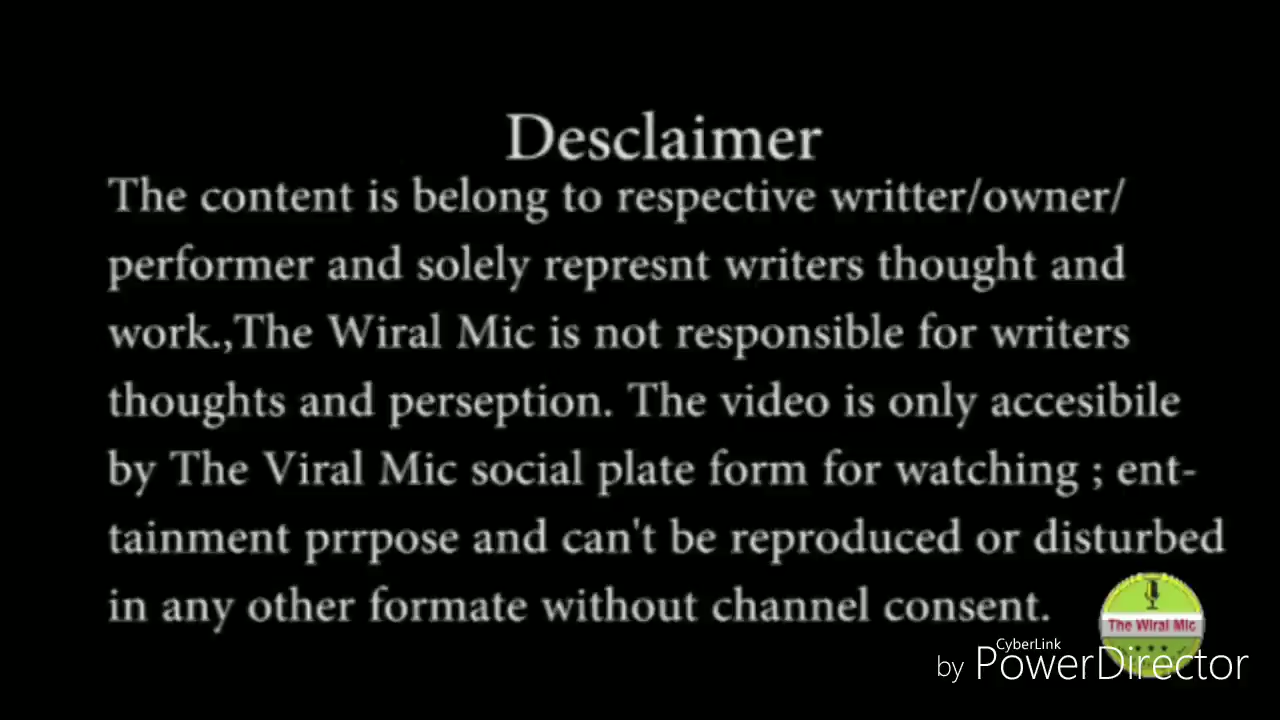 Desclaimer
The content is belong to respective writter/owner/
performer and solely represnt writers thought and
work.,The Wiral Mic is not responsible for writers
thoughts and perseption. The video is only accesibile
by The Viral Mic social plate form for watching ; ent-
tainment prrpose and can't be reproduced or disturbed
in any other formate without channel consent.
The Wiral Mic
CyberLink
by PowerDirector